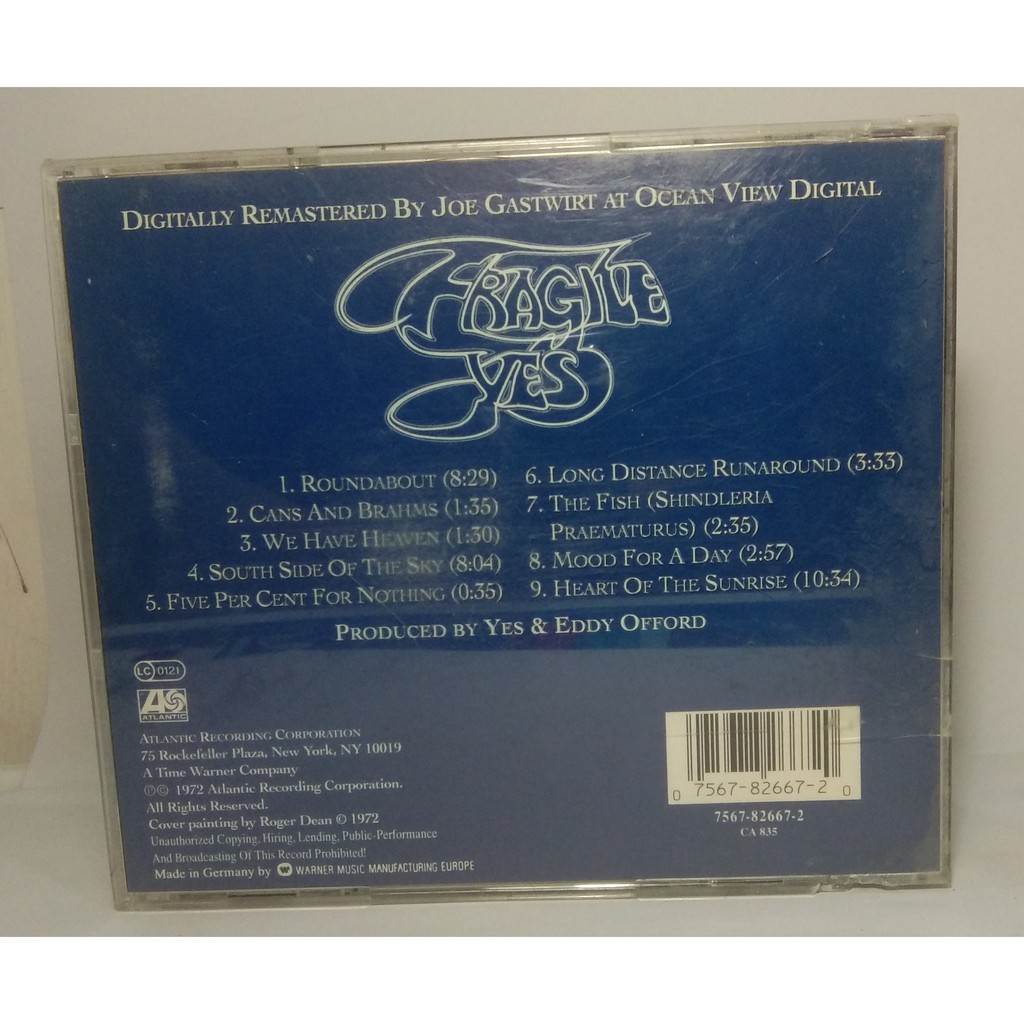 DIGITALLY REMASTERED BY JOE GASTWIRT AT OCEAN VIEW DIGITAL
FRAGILE
YES
1. ROUNDABOUT (8:29)
2. CANS AND BRAHMS (1:35)
3. WE HAVE HEAVEN (1:30)
4. SOUTH SIDE OF THE SKY (8:04)
5. FIVE PER CENT FOR NOTHING (0:35)
6. LONG DISTANCE RUNAROUND (3:33)
7. THE FISH (SHINDLERIA
PRAEMATURUS) (2:35)
8. MOOD FOR A DAY (2:57)
9. HEART OF THE SUNRISE (10:34)
PRODUCED BY YES & EDDY OFFORD
LC 0121
ATLANTIC
ATLANTIC RECORDING CORPORATION
75 Rockefeller Plaza, New York, NY 10019
A Time Warner Company
℗© 1972 Atlantic Recording Corporation.
All Rights Reserved.
Cover painting by Roger Dean © 1972
Unauthorized Copying, Hiring, Lending, Public-Performance
And Broadcasting Of This Record Prohibited!
Made in Germany by WARNER MUSIC MANUFACTURING EUROPE
0 7567-82667-2 0
7567-82667-2
CA 835